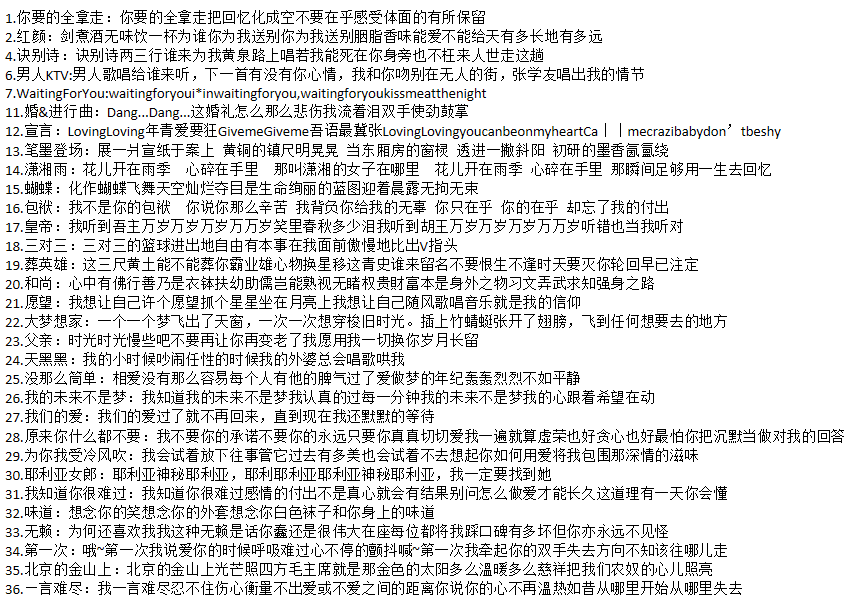 1.你要的全拿走：你要的全拿走把回忆化成空不要在乎感受体面的有所保留
2.红颜：剑煮酒无味饮一杯为谁你为我送别你为我送别胭脂香味能爱不能给天有多长地有多远
4.诀别诗：诀别诗两三行谁来为我黄泉路上唱若我能死在你身旁也不枉来人世走这趟
6.男人KTV:男人歌唱给谁来听，下一首有没有你心情，我和你吻别在无人的街，张学友唱出我的情节
7.WaitingForYou:waitingforyoui*inwaitingforyou,waitingforyoukissmeatthenight
11.婚&进行曲：Dang...Dang...这婚礼怎么那么悲伤我流着泪双手使劲鼓掌
12.宣言：LovingLoving年青爱要狂GivemeGiveme吾语最冀张LovingLovingyoucanbeonmyheartCa｜｜mecrazibabydon’tbeshy
13.笔墨登场：展一爿宣纸于案上 黄铜的镇尺明晃晃 当东厢房的窗棂 透进一撇斜阳 初研的墨香氤氲绕
14.潇湘雨：花儿开在雨季 心碎在手里 那叫潇湘的女子在哪里 花儿开在雨季 心碎在手里 那瞬间足够用一生去回忆
15.蝴蝶：化作蝴蝶飞舞天空灿烂夺目是生命绚丽的蓝图迎着晨露无拘无束
16.包袱：我不是你的包袱 你说你那么辛苦 我背负你给我的无辜 你只在乎 你的在乎 却忘了我的付出
17.皇帝：我听到吾主万岁万岁万岁万万岁笑里春秋多少泪我听到胡王万岁万岁万岁万万岁听错也当我听对
18.三对三：三对三的篮球进出地自由有本事在我面前傲慢地比出V指头
19.葬英雄：这三尺黄土能不能葬你霸业雄心物换星移这青史谁来留名不要恨生不逢时天要灭你轮回早已注定
20.和尚：心中有佛行善乃是衣钵扶幼助儒岂能熟视无睹权贵财富本是身外之物习文弄武求知强身之路
21.愿望：我想让自己许个愿望抓个星星坐在月亮上我想让自己随风歌唱音乐就是我的信仰
22.大梦想家：一个一个梦飞出了天窗，一次一次想穿梭旧时光。插上竹蜻蜓张开了翅膀，飞到任何想要去的地方
23.父亲：时光时光慢些吧不要再让你再变老了我愿用我一切换你岁月长留
24.天黑黑：我的小时候吵闹任性的时候我的外婆总会唱歌哄我
25.没那么简单：相爱没有那么容易每个人有他的脾气过了爱做梦的年纪轰轰烈烈不如平静
26.我的未来不是梦：我知道我的未来不是梦我认真的过每一分钟我的未来不是梦我的心跟着希望在动
27.我们的爱：我们的爱过了就不再回来，直到现在我还默默的等待
28.原来你什么都不要：我不要你的承诺不要你的永远只要你真真切切爱我一遍就算虚荣也好贪心也好最怕你把沉默当做对我的回答
29.为你我受冷风吹：我会试着放下往事管它过去有多美也会试着不去想起你如何用爱将我包围那深情的滋味
30.耶利亚女郎：耶利亚神秘耶利亚，耶利耶利亚耶利亚神秘耶利亚，我一定要找到她
31.我知道你很难过：我知道你很难过感情的付出不是真心就会有结果别问怎么做爱才能长久这道理有一天你会懂
32.味道：想念你的笑想念你的外套想念你白色袜子和你身上的味道
33.无赖：为何还喜欢我我这种无赖是话你蠢还是很伟大在座每位都将我踩口碑有多坏但你亦永远不见怪
34.第一次：哦~第一次我说爱你的时候呼吸难过心不停的颤抖喊~第一次我牵起你的双手失去方向不知该往哪儿走
35.北京的金山上：北京的金山上光芒照四方毛主席就是那金色的太阳多么溫暖多么慈祥把我们农奴的心儿照亮
36.一言难尽：我一言难尽忍不住伤心衡量不出爱或不爱之间的距离你说你的心不再溫热如昔从哪里开始从哪里失去